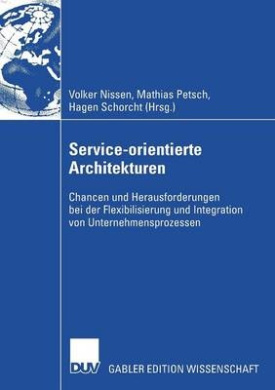 Volker Nissen, Mathias Petsch,
Hagen Schorcht (Hrsg.)
Service-orientierte
Architekturen
Chancen und Herausforderungen
bei der Flexibilisierung und Integration
von Unternehmensprozessen
DUV
GABLER EDITION WISSENSCHAFT